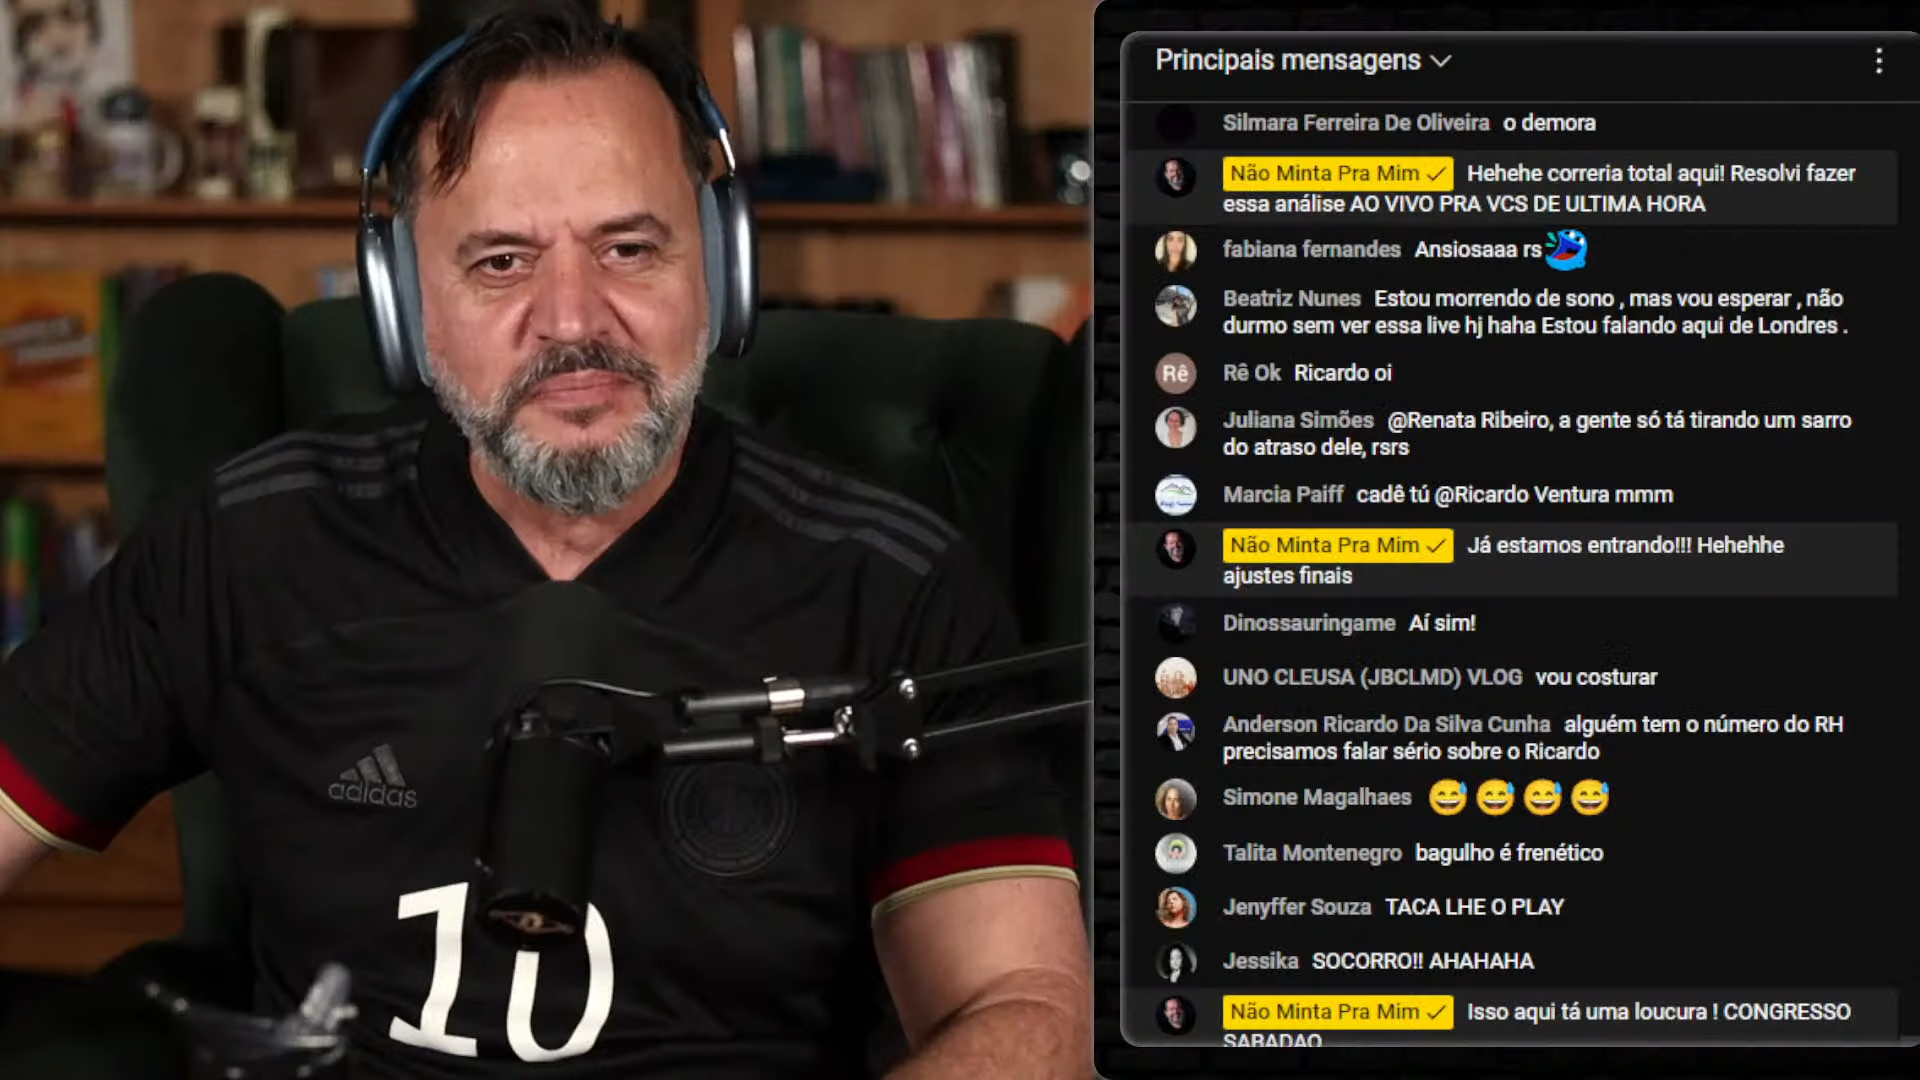 Principais mensagens
Silmara Ferreira De Oliveira o demora
Não Minta Pra Mim Hehehe correria total aqui! Resolvi fazer
essa análise AO VIVO PRA VCS DE ULTIMA HORA
fabiana fernandes Ansiosaaa rs
Beatriz Nunes Estou morrendo de sono , mas vou esperar , não
durmo sem ver essa live hj haha Estou falando aqui de Londres .
Rê
Rê Ok Ricardo oi
Juliana Simões @Renata Ribeiro, a gente só tá tirando um sarro
do atraso dele, rsrs
Marcia Paiff cadê tú @Ricardo Ventura mmm
Não Minta Pra Mim Já estamos entrando!!! Hehehhe
ajustes finais
Dinossauringame Aí sim!
UNO CLEUSA (JBCLMD) VLOG vou costurar
Anderson Ricardo Da Silva Cunha alguém tem o número do RH
precisamos falar sério sobre o Ricardo
Simone Magalhaes
Talita Montenegro bagulho é frenético
Jenyffer Souza TACA LHE O PLAY
Jessika SOCORRO!! AHAHAHA
Não Minta Pra Mim Isso aqui tá uma loucura ! CONGRESSO
SABADAO
adidas
10